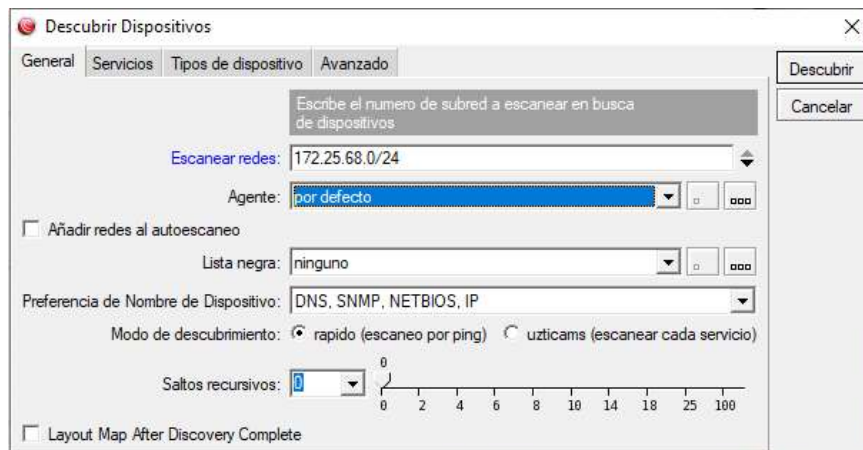 Descubrir Dispositivos
General Servicios Tipos de dispositivo Avanzado
Descubrir
Cancelar
Escribe el numero de subred a escanear en busca
de dispositivos
Escanear redes: 172.25.68.0/24
Agente: por defecto
Añadir redes al autoescaneo
Lista negra: ninguno
Preferencia de Nombre de Dispositivo: DNS, SNMP, NETBIOS, IP
Modo de descubrimiento: rapido (escaneo por ping) uzticams (escanear cada servicio)
0
Saltos recursivos: 0
0 2 4 6 8 10 14 18 25 100
Layout Map After Discovery Complete